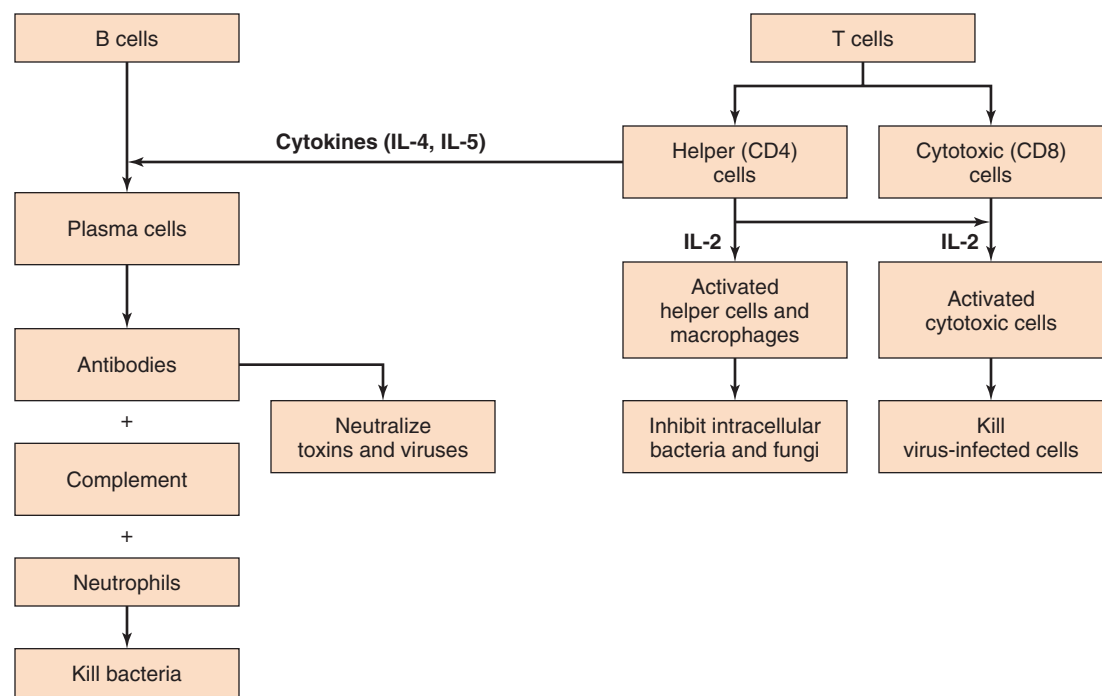 B cells
T cells
Cytokines (IL-4, IL-5)
Helper (CD4)
cells
Cytotoxic (CD8)
cells
Plasma cells
IL-2
IL-2
Activated
helper cells and
macrophages
Activated
cytotoxic cells
Antibodies
+
Neutralize
toxins and viruses
Inhibit intracellular
bacteria and fungi
Kill
virus-infected cells
Complement
+
Neutrophils
Kill bacteria